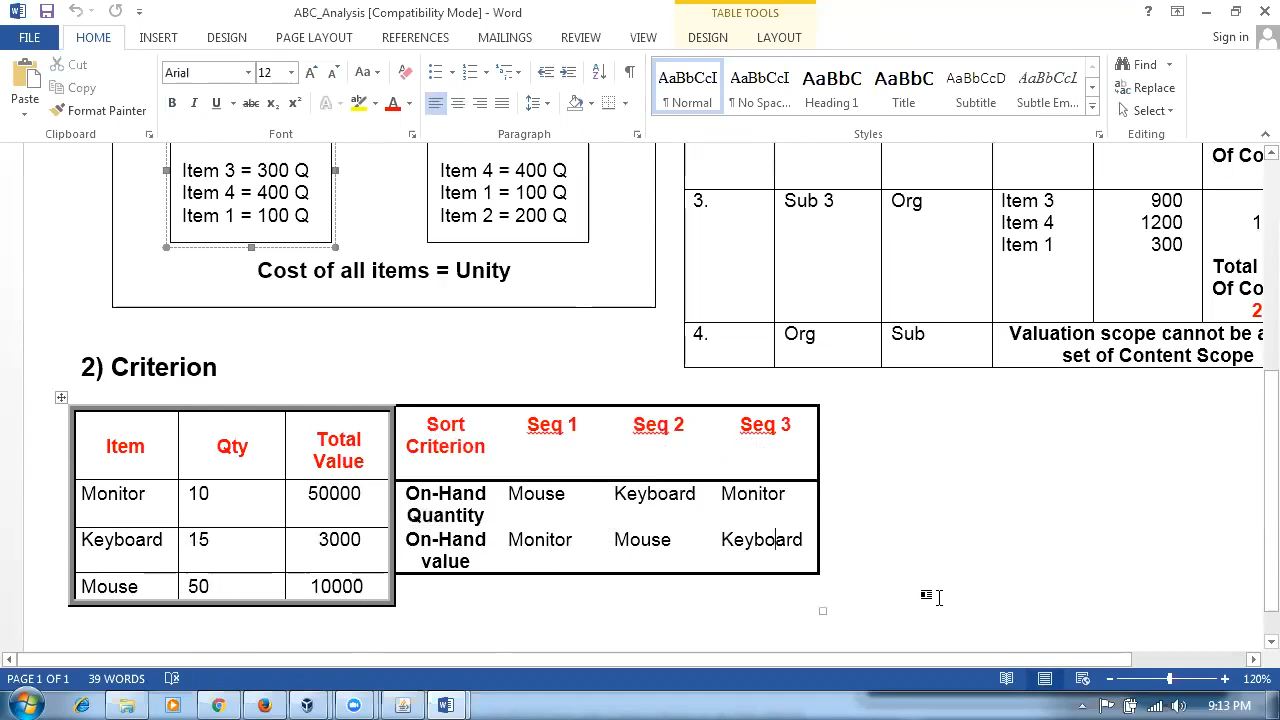 ABC_Analysis [Compatibility Mode] - Word
TABLE TOOLS
FILE
HOME
INSERT
DESIGN
PAGE LAYOUT
REFERENCES
MAILINGS
REVIEW
VIEW
DESIGN
LAYOUT
Sign in
Paste
Cut
Copy
Format Painter
Clipboard
Arial
12
Font
Paragraph
AaBbCcI
¶ Normal
AaBbCcI
¶ No Spac...
AaBbC
Heading 1
AaBbC
Title
AaBbCcD
Subtitle
AaBbCcI
Subtle Em...
Styles
Find
Replace
Select
Editing
Item 3 = 300 Q
Item 4 = 400 Q
Item 1 = 100 Q
Item 4 = 400 Q
Item 1 = 100 Q
Item 2 = 200 Q
Cost of all items = Unity
Of Co
3.
Sub 3
Org
Item 3
Item 4
Item 1
900
1200
300
1
Total
Of Co
2
4.
Org
Sub
Valuation scope cannot be a
set of Content Scope
2) Criterion
Item
Qty
Total
Value
Monitor
10
50000
Keyboard
15
3000
Mouse
50
10000
Sort
Criterion
Seq 1
Seq 2
Seq 3
On-Hand
Quantity
Mouse
Keyboard
Monitor
On-Hand
value
Monitor
Mouse
Keyboard
PAGE 1 OF 1
39 WORDS
120%
9:13 PM